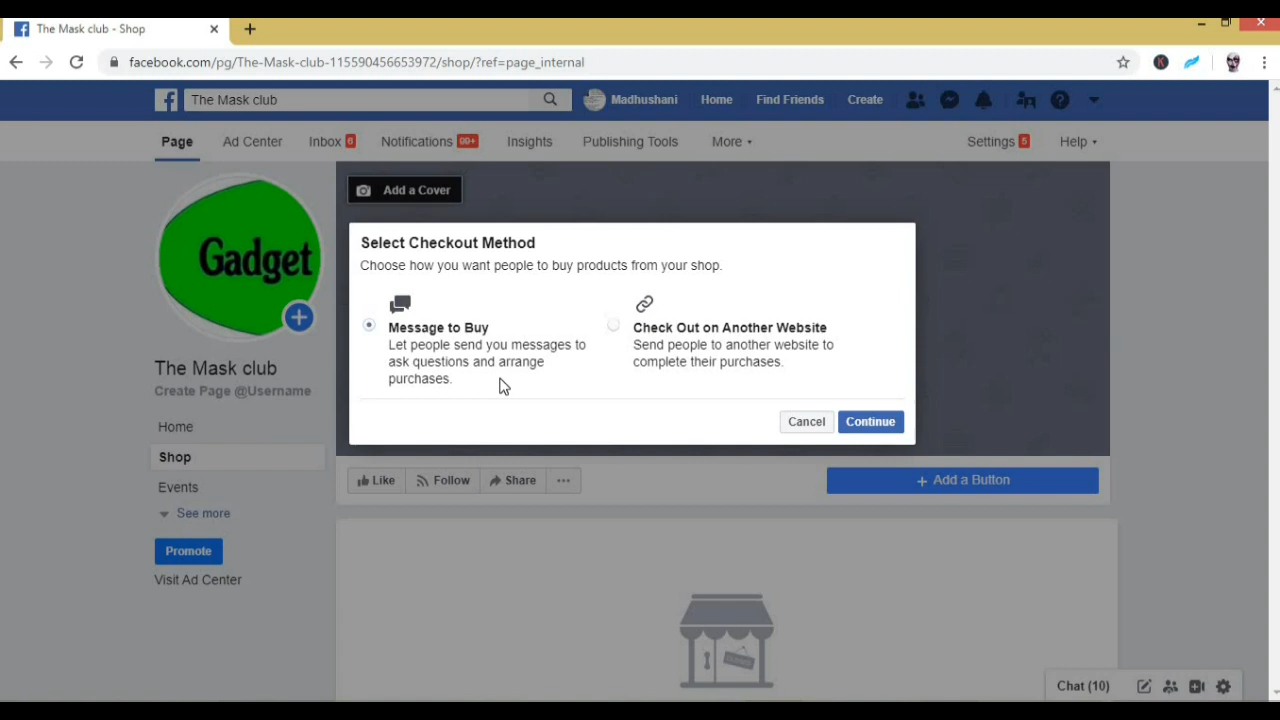 The Mask club - Shop
facebook.com/pg/The-Mask-club-115590456653972/shop/?ref=page_internal
The Mask club
Madhushani Home Find Friends Create
Page Ad Center Inbox 6 Notifications 99+ Insights Publishing Tools More Settings 5 Help
Add a Cover
Gadget
Select Checkout Method
Choose how you want people to buy products from your shop.
Message to Buy
Let people send you messages to
ask questions and arrange
purchases.
Check Out on Another Website
Send people to another website to
complete their purchases.
Cancel Continue
The Mask club
Create Page @Username
Home
Shop
Events
See more
Promote
Visit Ad Center
Like Follow Share ...
+ Add a Button
Chat (10)